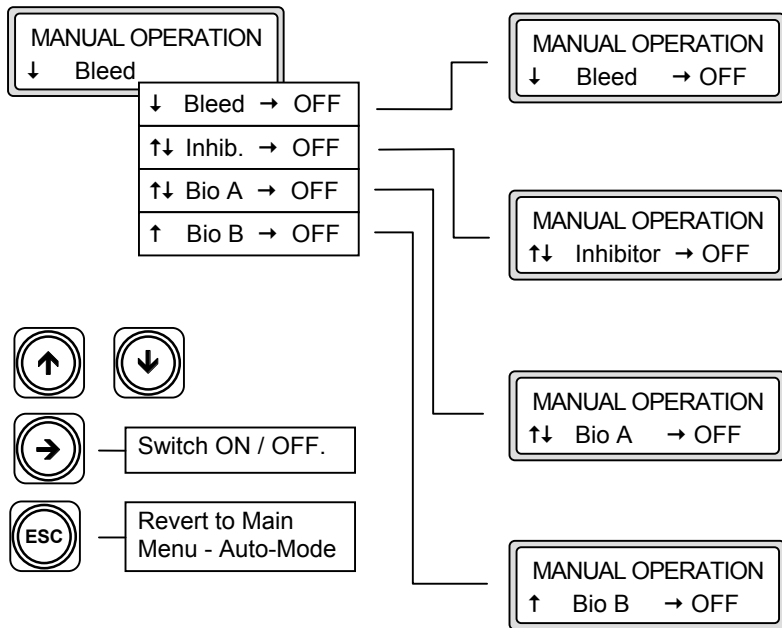 MANUAL OPERATION
↓ Bleed
↓ Bleed → OFF
↑↓ Inhib. → OFF
↑↓ Bio A → OFF
↑ Bio B → OFF
MANUAL OPERATION
↓ Bleed → OFF
MANUAL OPERATION
↑↓ Inhibitor → OFF
MANUAL OPERATION
↑↓ Bio A → OFF
MANUAL OPERATION
↑ Bio B → OFF
↑ ↓
→ Switch ON / OFF.
ESC
Revert to Main
Menu - Auto-Mode